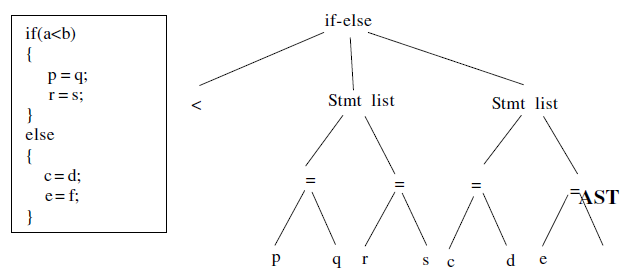 if(a<b)
{
p = q;
r = s;
}
else
{
c = d;
e = f;
}
if-else
< Stmt list Stmt list
= = = =
AST
p q r s c d e